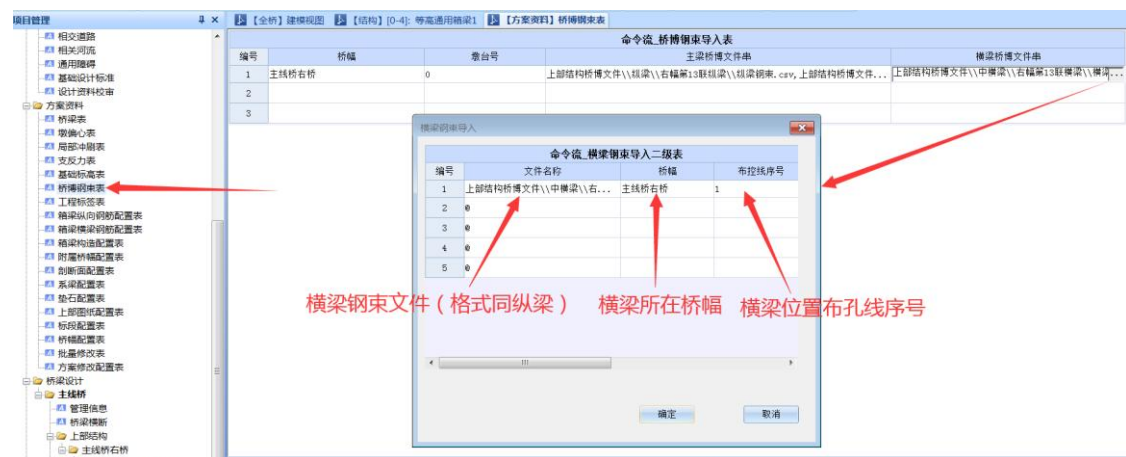 项目管理
【全桥】建模视图
【结构】[0-4]: 等高通用箱梁1
【方案资料】桥博钢束表
相交道路
相关河流
通用障碍
基础设计标准
设计资料校审
方案资料
桥梁表
墩偏心表
局部冲刷表
支反力表
基础标高表
桥博钢束表
工程标签表
箱梁纵向钢筋配置表
箱梁横梁钢筋配置表
箱梁构造配置表
附属桥幅配置表
剖断面配置表
系梁配置表
垫石配置表
上部图纸配置表
标段配置表
桥幅配置表
批量修改表
方案修改配置表
桥梁设计
主线桥
管理信息
桥梁横断
上部结构
主线桥右桥
命令流_桥博钢束导入表
编号 桥幅 墩台号 主梁桥博文件串 横梁桥博文件串
1 主线桥右桥 0 上部结构桥博文件\\纵梁\\右幅第13联纵梁\\纵梁钢束.csv,上部结构桥博文件... 上部结构桥博文件\\中横梁\\右幅第13联横梁\\横梁...
2
3
横梁钢束导入
命令流_横梁钢束导入二级表
编号 文件名称 桥幅 布控线序号
1 上部结构桥博文件\\中横梁\\右... 主线桥右桥 1
2 0
3 0
4 0
5 0
横梁钢束文件（格式同纵梁） 横梁所在桥幅 横梁位置布孔线序号
确定 取消